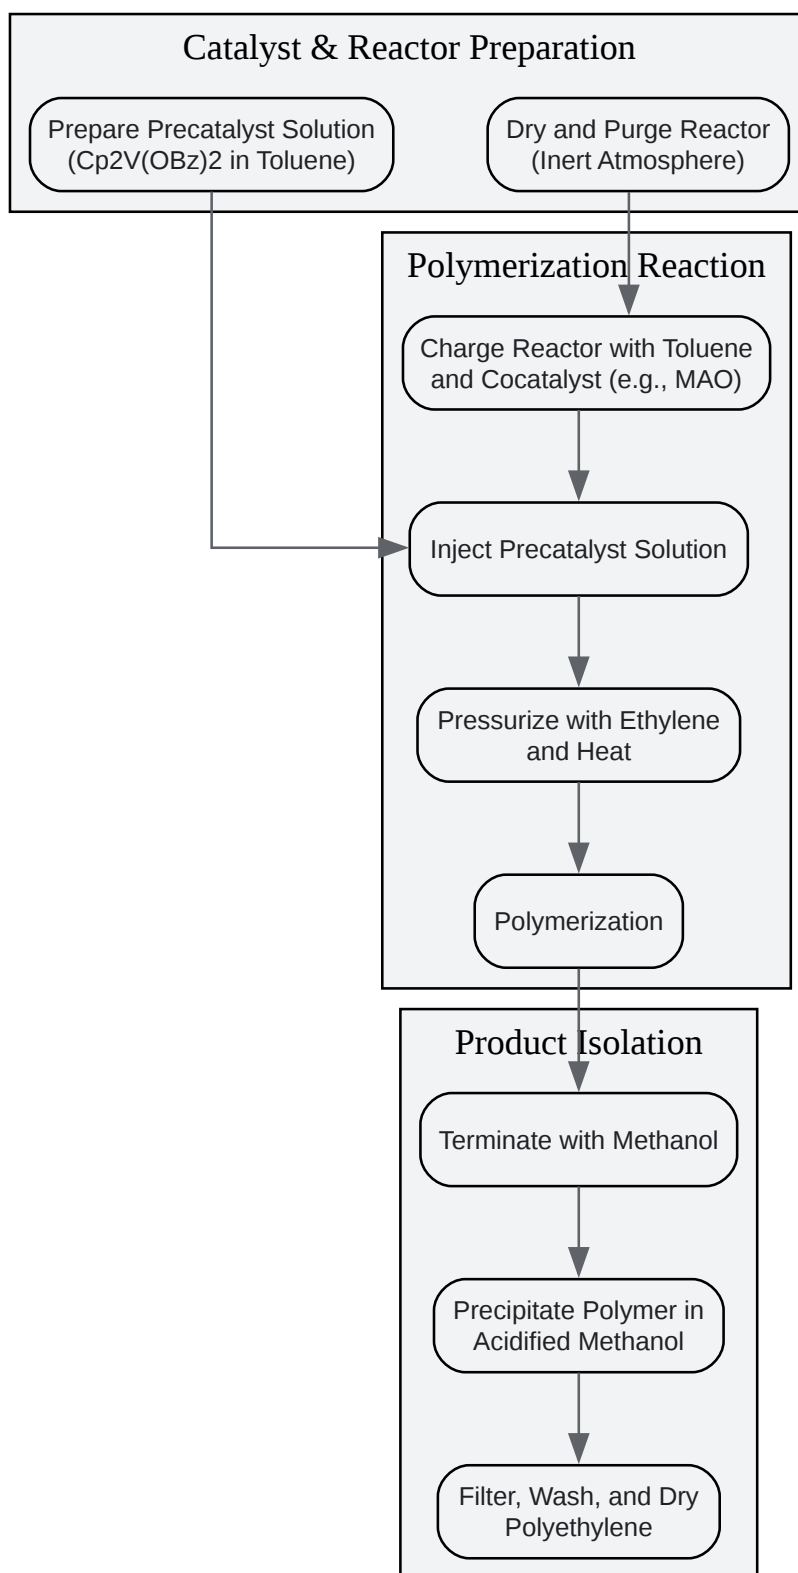 Catalyst & Reactor Preparation
Prepare Precatalyst Solution
(Cp2V(OBz)2 in Toluene)
Dry and Purge Reactor
(Inert Atmosphere)
Polymerization Reaction
Charge Reactor with Toluene
and Cocatalyst (e.g., MAO)
Inject Precatalyst Solution
Pressurize with Ethylene
and Heat
Polymerization
Product Isolation
Terminate with Methanol
Precipitate Polymer in
Acidified Methanol
Filter, Wash, and Dry
Polyethylene